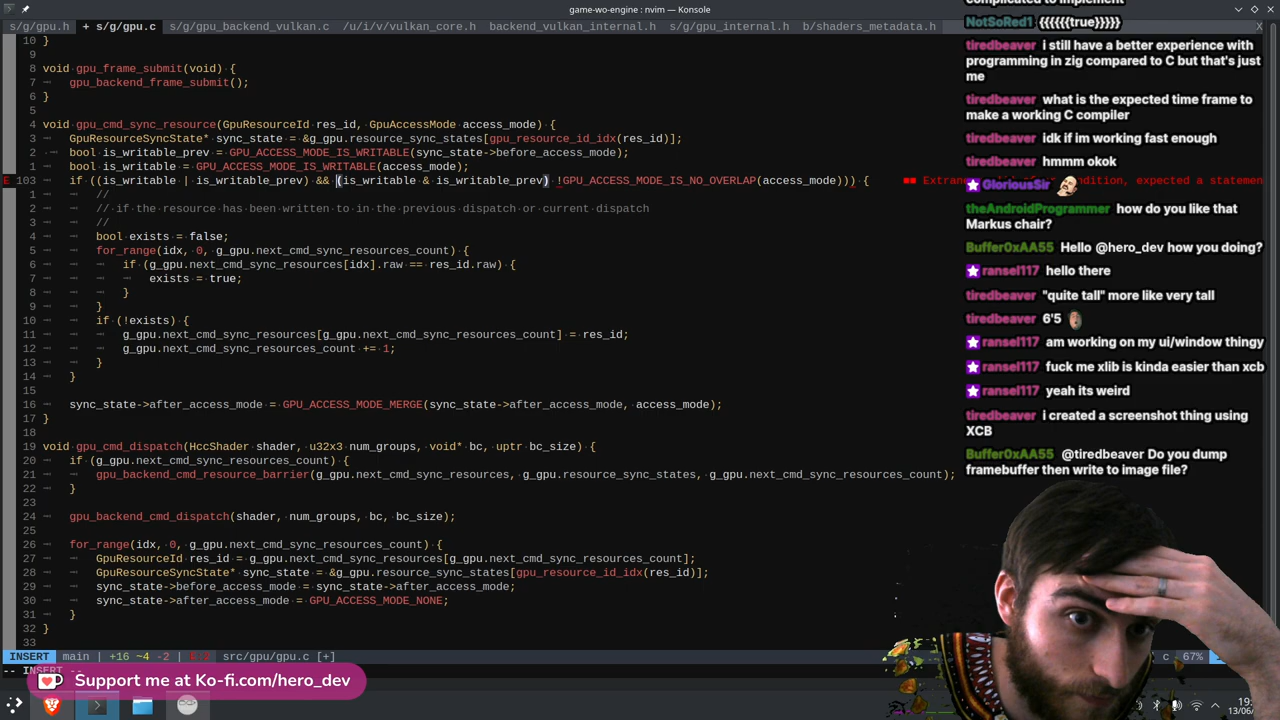 game-wo-engine : nvim — Konsole
s/g/gpu.h + s/g/gpu.c s/g/g/backend_vulkan.c /u/i/v/vulkan_core.h s/g/backend_vulkan_internal.h s/g/gpu_internal.h b/shaders_metadata.h X
10 }
9
8 void gpu_frame_submit(void) {
7 gpu_backend_frame_submit();
6 }
5
4 void gpu_cmd_sync_resource(GpuResourceId res_id, GpuAccessMode access_mode) {
3 GpuResourceSyncState* sync_state = &g_gpu.resource_sync_states[gpu_resource_id_idx(res_id)];
2 bool is_writable_prev = GPU_ACCESS_MODE_IS_WRITABLE(sync_state->before_access_mode);
1 bool is_writable = GPU_ACCESS_MODE_IS_WRITABLE(access_mode);
E 103 if ((is_writable | is_writable_prev) && (is_writable & is_writable_prev) !GPU_ACCESS_MODE_IS_NO_OVERLAP(access_mode))) {
1 //
2 // if the resource has been written to in the previous dispatch or current dispatch
3 //
4 bool exists = false;
5 for_range(idx, 0, g_gpu.next_cmd_sync_resources_count) {
6 if (g_gpu.next_cmd_sync_resources[idx].raw == res_id.raw) {
7 exists = true;
8 }
9 }
10 if (!exists) {
11 g_gpu.next_cmd_sync_resources[g_gpu.next_cmd_sync_resources_count] = res_id;
12 g_gpu.next_cmd_sync_resources_count += 1;
13 }
14 }
15
16 sync_state->after_access_mode = GPU_ACCESS_MODE_MERGE(sync_state->after_access_mode, access_mode);
17 }
18
19 void gpu_cmd_dispatch(HccShader shader, u32x3 num_groups, void* bc, uptr bc_size) {
20 if (g_gpu.next_cmd_sync_resources_count) {
21 gpu_backend_cmd_resource_barrier(g_gpu.next_cmd_sync_resources, g_gpu.resource_sync_states, g_gpu.next_cmd_sync_resources_count);
22 }
23
24 gpu_backend_cmd_dispatch(shader, num_groups, bc, bc_size);
25
26 for_range(idx, 0, g_gpu.next_cmd_sync_resources_count) {
27 GpuResourceId res_id = g_gpu.next_cmd_sync_resources[g_gpu.next_cmd_sync_resources_count];
28 GpuResourceSyncState* sync_state = &g_gpu.resource_sync_states[gpu_resource_id_idx(res_id)];
29 sync_state->before_access_mode = sync_state->after_access_mode;
30 sync_state->after_access_mode = GPU_ACCESS_MODE_NONE;
31 }
32 }
33
INSERT main | +16 ~4 -2 | src/gpu/gpu.c [+] c 67%
-- INSERT --
Support me at Ko-fi.com/hero_dev
complicated to implement
NotSoRed1 {{{{{{true}}}}}}
tiredbeaver i still have a better experience with
programming in zig compared to C but that's just
me
tiredbeaver what is the expected time frame to
make a working C compiler
tiredbeaver idk if im working fast enough
tiredbeaver hmmm okok
GloriousSir
theAndroidProgrammer how do you like that
Markus chair?
Buffer0xAA55 Hello @hero_dev how you doing?
ransel117 hello there
tiredbeaver "quite tall" more like very tall
tiredbeaver 6'5
ransel117 am working on my ui/window thingy
ransel117 fuck me xlib is kinda easier than xcb
ransel117 yeah its weird
tiredbeaver i created a screenshot thing using
XCB
Buffer0xAA55 @tiredbeaver Do you dump
framebuffer then write to image file?